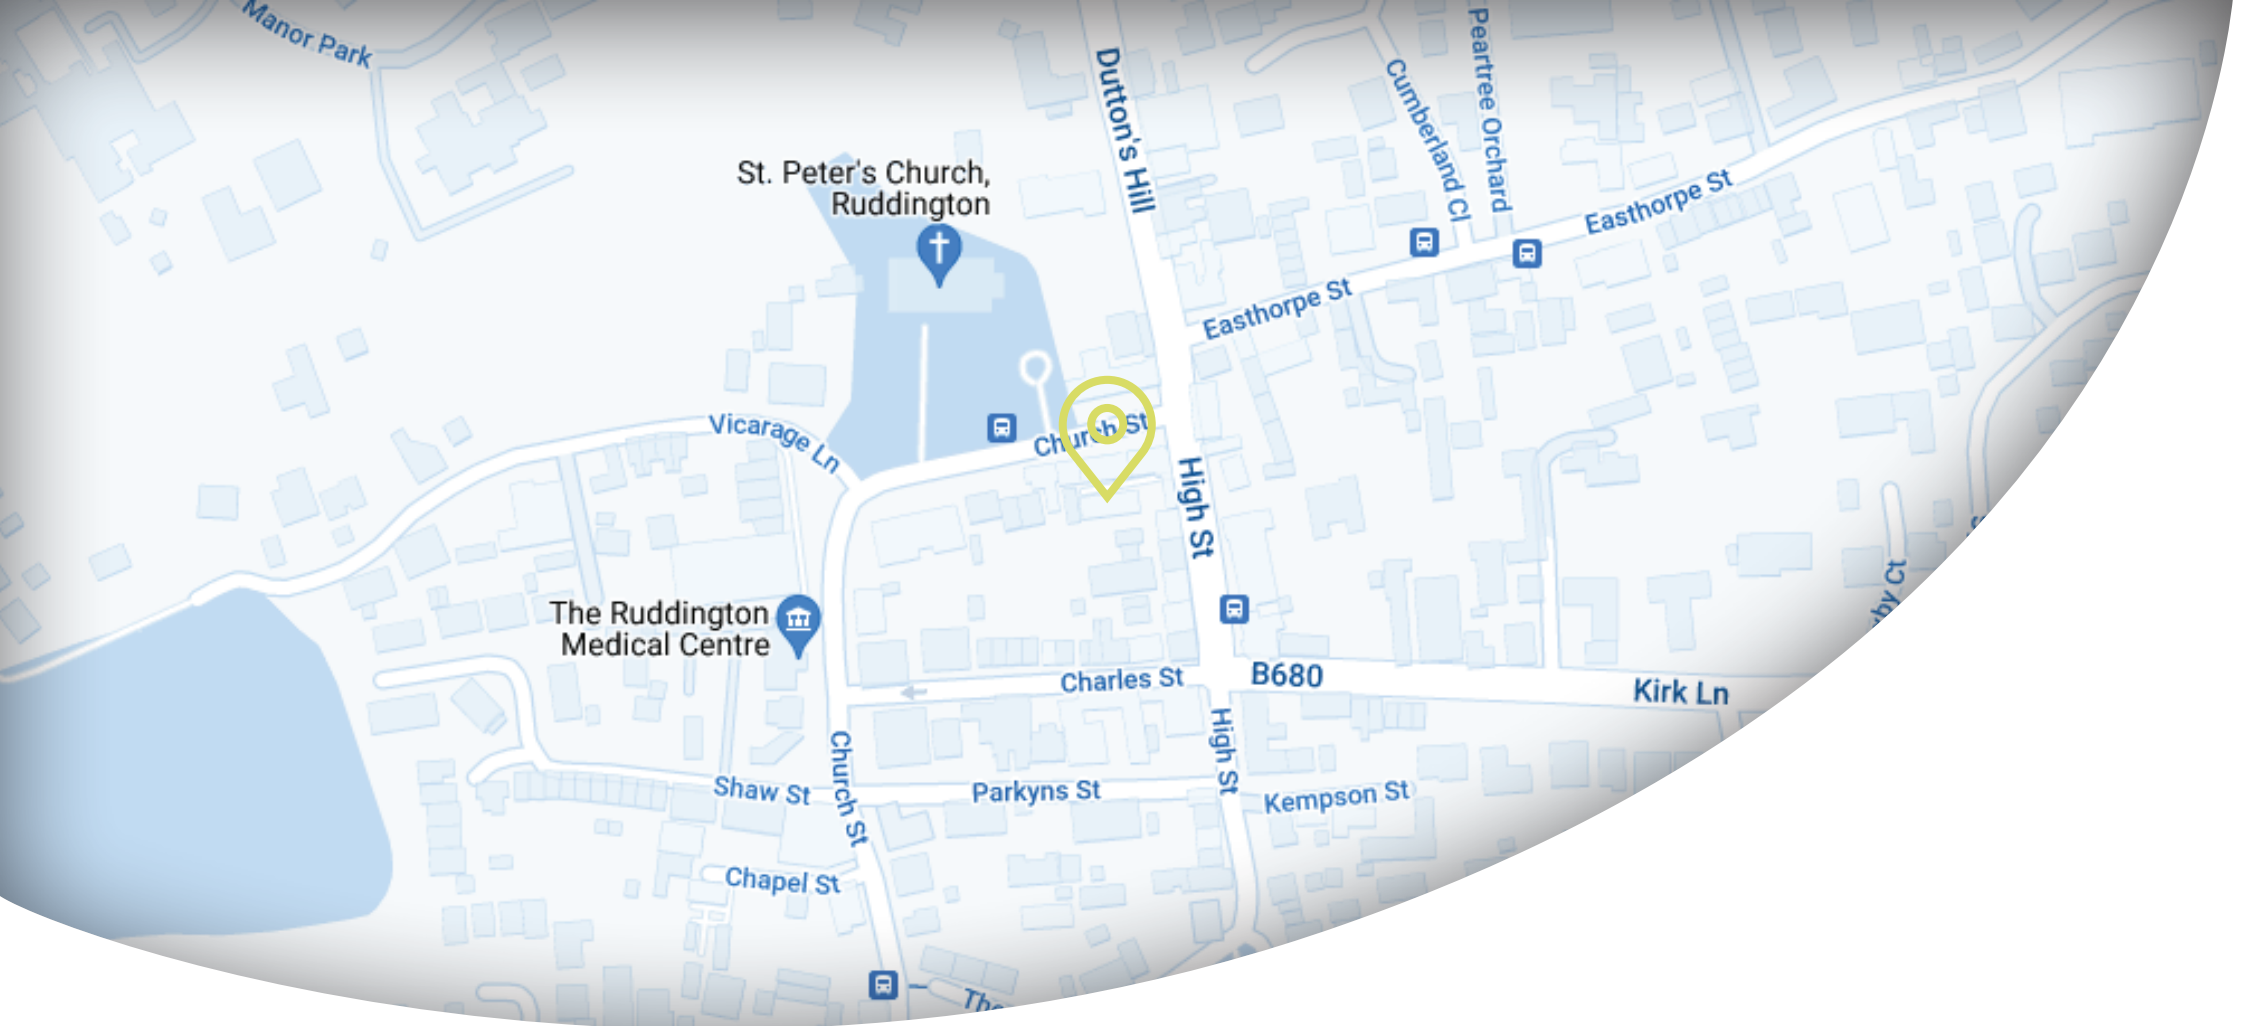 Manor Park
Dutton's Hill
Peartree Orchard
Cumberland Cl
St. Peter's Church,
Ruddington
Easthorpe St
Easthorpe St
Vicarage Ln
Church St
High St
The Ruddington
Medical Centre
Charles St
B680
Kirk Ln
High St
Church St
Shaw St
Parkyns St
Kempson St
Chapel St